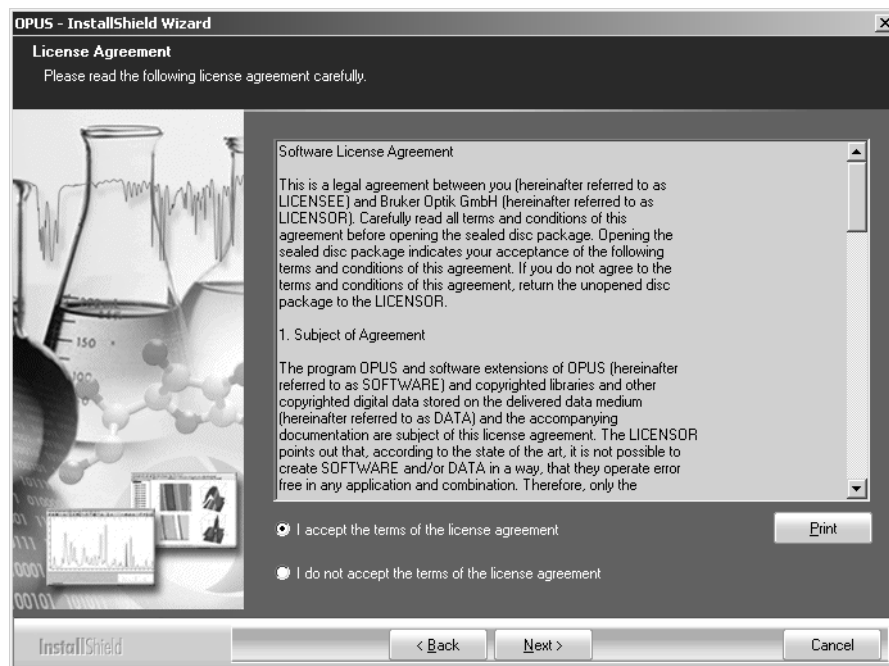 OPUS - InstallShield Wizard
License Agreement
Please read the following license agreement carefully.
Software License Agreement
This is a legal agreement between you (hereinafter referred to as
LICENSEE) and Bruker Optik GmbH (hereinafter referred to as
LICENSOR). Carefully read all terms and conditions of this
agreement before opening the sealed disc package. Opening the
sealed disc package indicates your acceptance of the following
terms and conditions of this agreement. If you do not agree to the
terms and conditions of this agreement, return the unopened disc
package to the LICENSOR.
1. Subject of Agreement
The program OPUS and software extensions of OPUS (hereinafter
referred to as SOFTWARE) and copyrighted libraries and other
copyrighted digital data stored on the delivered data medium
(hereinafter referred to as DATA) and the accompanying
documentation are subject of this license agreement. The LICENSOR
points out that, according to the state of the art, it is not possible to
create SOFTWARE and/or DATA in a way, that they operate error
free in any application and combination. Therefore, only the
150
100
I accept the terms of the license agreement
Print
I do not accept the terms of the license agreement
InstallShield
< Back
Next >
Cancel